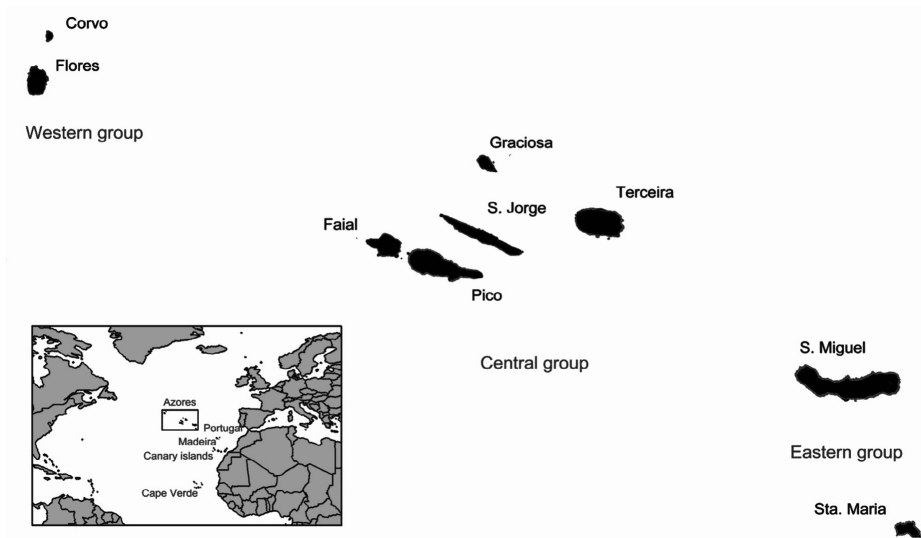 Corvo
Flores
Western group
Graciosa
Terceira
S. Jorge
Faial
Pico
Central group
S. Miguel
Eastern group
Sta. Maria
Azores
Portugal
Madeira
Canary islands
Cape Verde